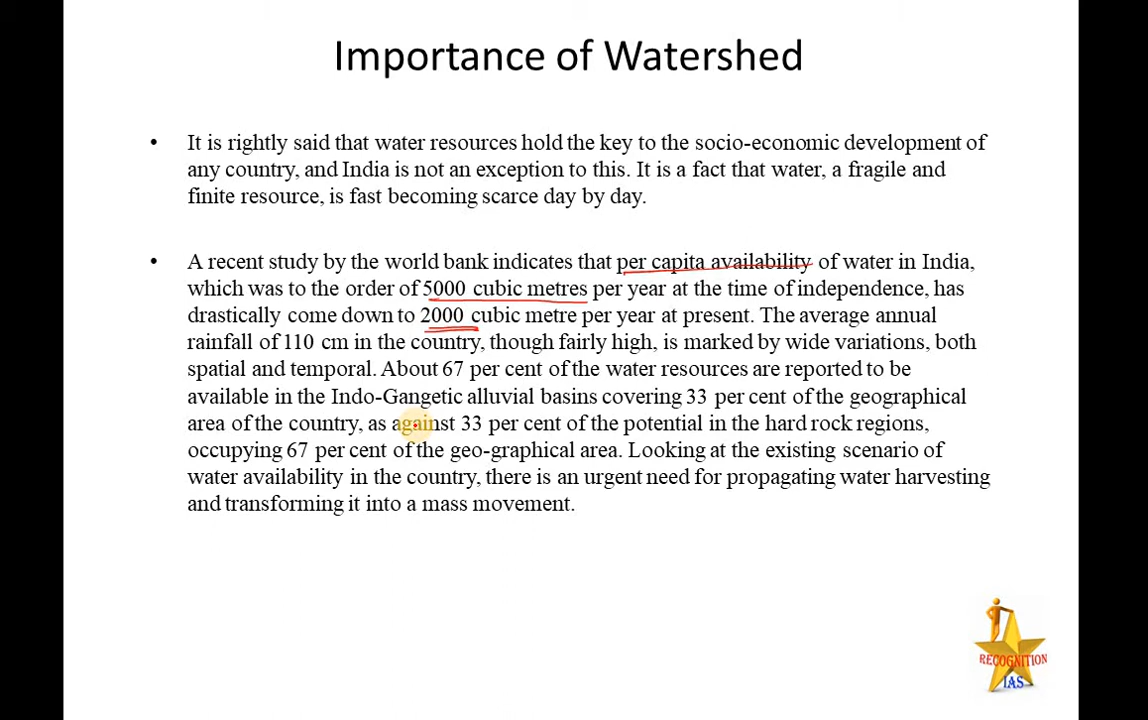 Importance of Watershed
• It is rightly said that water resources hold the key to the socio-economic development of
any country, and India is not an exception to this. It is a fact that water, a fragile and
finite resource, is fast becoming scarce day by day.
• A recent study by the world bank indicates that per capita availability of water in India,
which was to the order of 5000 cubic metres per year at the time of independence, has
drastically come down to 2000 cubic metre per year at present. The average annual
rainfall of 110 cm in the country, though fairly high, is marked by wide variations, both
spatial and temporal. About 67 per cent of the water resources are reported to be
available in the Indo-Gangetic alluvial basins covering 33 per cent of the geographical
area of the country, as against 33 per cent of the potential in the hard rock regions,
occupying 67 per cent of the geo-graphical area. Looking at the existing scenario of
water availability in the country, there is an urgent need for propagating water harvesting
and transforming it into a mass movement.
RECOGNITION
IAS